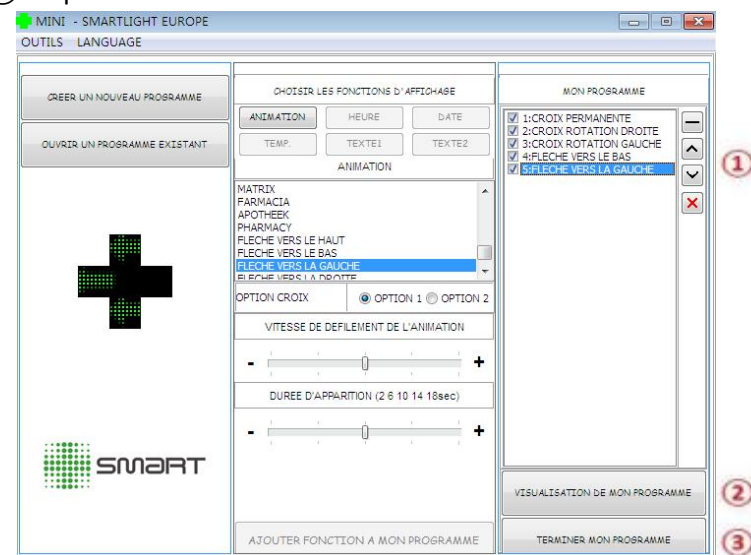 MINI - SMARTLIGHT EUROPE
OUTILS LANGUAGE
CREER UN NOUVEAU PROGRAMME
OUVRIR UN PROGRAMME EXISTANT
SMART
CHOISIR LES FONCTIONS D'AFFICHAGE
ANIMATION HEURE DATE
TEMP. TEXTE1 TEXTE2
ANIMATION
MATRIX
FARMACIA
APOTHEEK
PHARMACY
FLECHE VERS LE HAUT
FLECHE VERS LE BAS
FLECHE VERS LA GAUCHE
FLECHE VERS LA DROITE
OPTION CROIX OPTION 1 OPTION 2
VITESSE DE DEFILEMENT DE L'ANIMATION
- +
DUREE D'APPARITION (2 6 10 14 18sec)
- +
AJOUTER FONCTION A MON PROGRAMME
MON PROGRAMME
1:CROIX PERMANENTE
2:CROIX ROTATION DROITE
3:CROIX ROTATION GAUCHE
4:FLECHE VERS LE BAS
5:FLECHE VERS LA GAUCHE
①
VISUALISATION DE MON PROGRAMME
②
TERMINER MON PROGRAMME
③